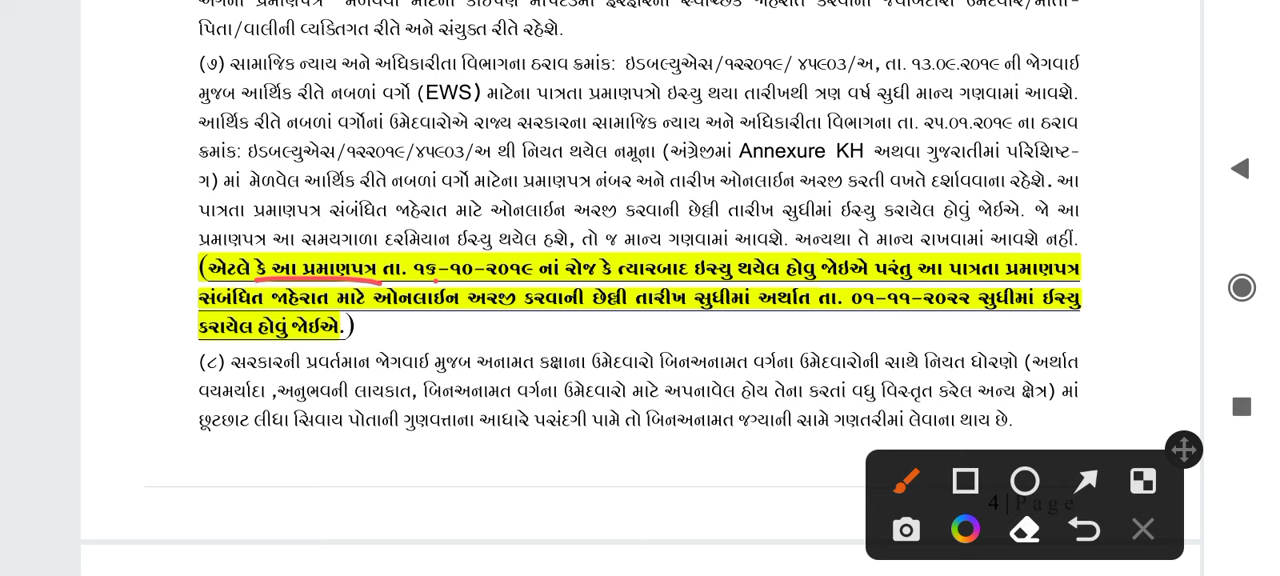 અંગેના પ્રમાણપત્ર મેળવવા માટેના
પિતા/વાલીની વ્યક્તિગત રીતે અને સંયુક્ત રીતે રહેશે.
(૭) સામાજિક ન્યાય અને અધિકારીતા વિભાગના ઠરાવ ક્રમાંક: ઇડબલ્યુએસ/૧૨૨૦૧૯/ ૪૫૯૦૩/અ, તા. ૧૩.૦૯.૨૦૧૯ ની જોગવાઈ
મુજબ આર્થિક રીતે નબળાં વર્ગો (EWS) માટેના પાત્રતા પ્રમાણપત્રો ઇસ્યુ થયા તારીખથી ત્રણ વર્ષ સુધી માન્ય ગણવામાં આવશે.
આર્થિક રીતે નબળાં વર્ગોનાં ઉમેદવારોએ રાજ્ય સરકારના સામાજિક ન્યાય અને અધિકારીતા વિભાગના તા. ૨૫.૦૧.૨૦૧૯ ના ઠરાવ
ક્રમાંક: ઇડબલ્યુએસ/૧૨૨૦૧૯/૪૫૯૦૩/અ થી નિયત થયેલ નમૂના (અંગ્રેજીમાં Annexure KH અથવા ગુજરાતીમાં પરિશિષ્ટ-
ગ) માં મેળવેલ આર્થિક રીતે નબળાં વર્ગો માટેના પ્રમાણપત્ર નંબર અને તારીખ ઓનલાઈન અરજી કરતી વખતે દર્શાવવાના રહેશે. આ
પાત્રતા પ્રમાણપત્ર સંબંધિત જાહેરાત માટે ઓનલાઈન અરજી કરવાની છેલ્લી તારીખ સુધીમાં ઈસ્યુ કરાયેલ હોવું જોઈએ. જો આ
પ્રમાણપત્ર આ સમયગાળા દરમિયાન ઈસ્યુ થયેલ હશે, તો જ માન્ય ગણવામાં આવશે. અન્યથા તે માન્ય રાખવામાં આવશે નહીં.
(એટલે કે આ પ્રમાણપત્ર તા. ૧૬-૧૦-૨૦૧૯ નાં રોજ કે ત્યારબાદ ઇસ્યુ થયેલ હોવુ જોઇએ પરંતુ આ પાત્રતા પ્રમાણપત્ર
સંબંધિત જાહેરાત માટે ઓનલાઈન અરજી કરવાની છેલ્લી તારીખ સુધીમાં અર્થાત તા. ૦૧-૧૧-૨૦૨૨ સુધીમાં ઈસ્યુ
કરાયેલ હોવું જોઈએ.)
(૮) સરકારની પ્રવર્તમાન જોગવાઈ મુજબ અનામત કક્ષાના ઉમેદવારો બિનઅનામત વર્ગના ઉમેદવારોની સાથે નિયત ધોરણો (અર્થાત
વયમર્યાદા ,અનુભવની લાયકાત, બિનઅનામત વર્ગના ઉમેદવારો માટે અપનાવેલ હોય તેના કરતાં વધુ વિસ્તૃત કરેલ અન્ય ક્ષેત્ર) માં
છૂટછાટ લીધા સિવાય પોતાની ગુણવત્તાના આધારે પસંદગી પામે તો બિનઅનામત જગ્યાની સામે ગણતરીમાં લેવાના થાય છે.
4 | Page